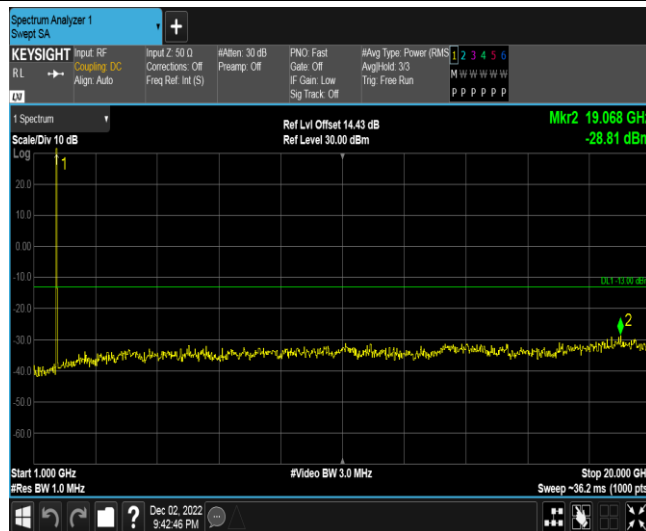 Spectrum Analyzer 1
Swept SA
KEYSIGHT
RL
LXI
Input: RF
Coupling: DC
Align: Auto
Input Z: 50 Ω
Corrections: Off
Freq Ref: Int (S)
#Atten: 30 dB
Preamp: Off
PNO: Fast
Gate: Off
IF Gain: Low
Sig Track: Off
#Avg Type: Power (RMS
Avg|Hold: 3/3
Trig: Free Run
1 2 3 4 5 6
M W W W W W
P P P P P P
1 Spectrum
Scale/Div 10 dB
Log
Ref Lvl Offset 14.43 dB
Ref Level 30.00 dBm
Mkr2 19.068 GHz
-28.81 dBm
1
20.0
10.0
0.00
-10.0
DL1 -13.00 dBm
-20.0
2
-30.0
-40.0
-50.0
-60.0
Start 1.000 GHz
#Video BW 3.0 MHz
Stop 20.000 GHz
#Res BW 1.0 MHz
Sweep ~36.2 ms (1000 pts)
?
Dec 02, 2022
9:42:46 PM